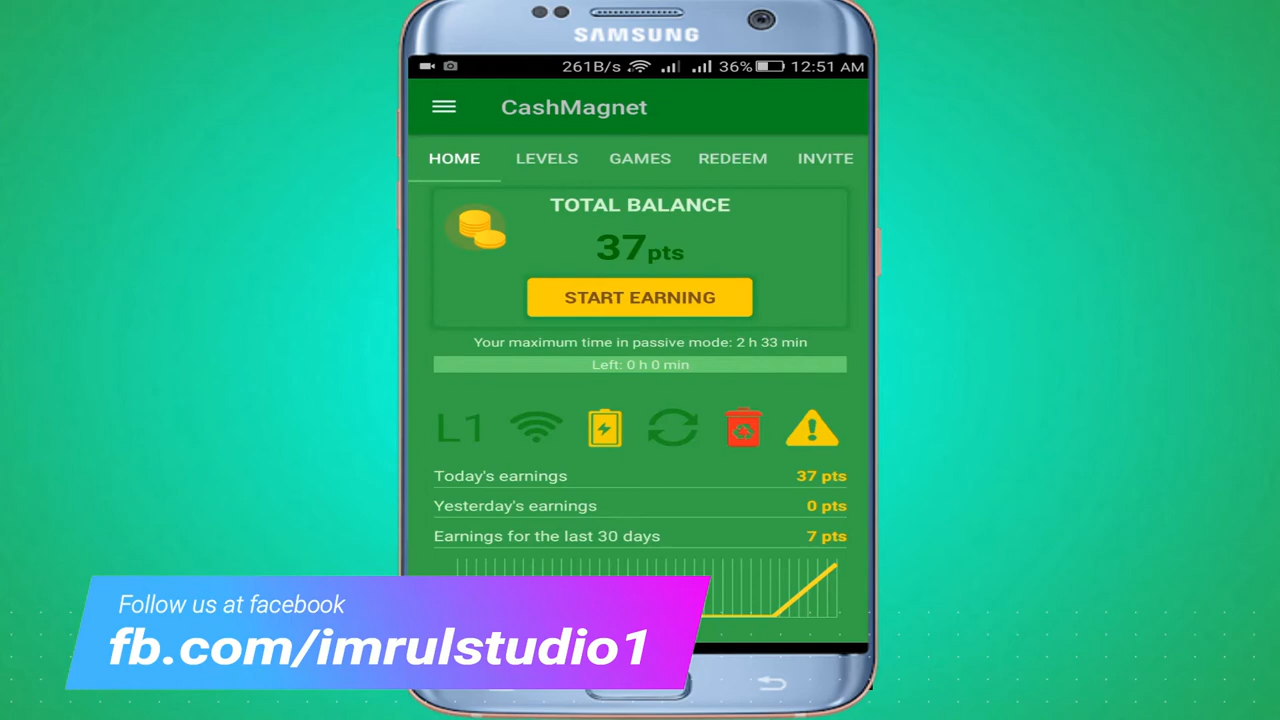 SAMSUNG
261B/s 36% 12:51 AM
CashMagnet
HOME LEVELS GAMES REDEEM INVITE
TOTAL BALANCE
37pts
START EARNING
Your maximum time in passive mode: 2 h 33 min
Left: 0 h 0 min
L1
Today's earnings 37 pts
Yesterday's earnings 0 pts
Earnings for the last 30 days 7 pts
Follow us at facebook
fb.com/imrulstudio1